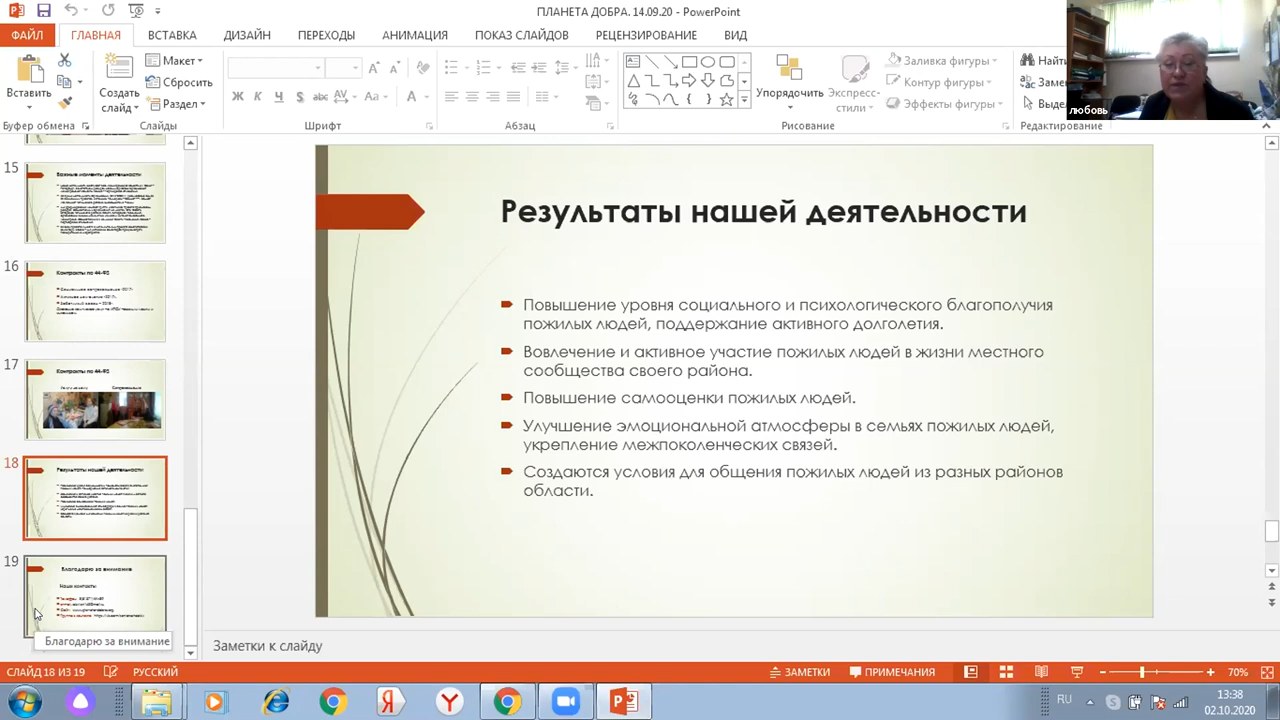 ПЛАНЕТА ДОБРА. 14.09.20 - PowerPoint
ФАЙЛ ГЛАВНАЯ ВСТАВКА ДИЗАЙН ПЕРЕХОДЫ АНИМАЦИЯ ПОКАЗ СЛАЙДОВ РЕЦЕНЗИРОВАНИЕ ВИД
Вставить
Создать слайд
Макет
Сбросить
Раздел
Ж К Ч S abc AV Aa A
Упорядочить
Экспресс-стили
Заливка фигуры
Контур фигуры
Эффекты фигуры
Найти
Заме
Выдел
любовь
Буфер обмена Слайды Шрифт Абзац Рисование Редактирование
15
Важные моменты деятельности
16
Контракты по 44-ФЗ
17
Контракты по 44-ФЗ
18
Результаты нашей деятельности
19
Благодарю за внимание
Наши контакты
Благодарю за внимание
Результаты нашей деятельности
Повышение уровня социального и психологического благополучия
пожилых людей, поддержание активного долголетия.
Вовлечение и активное участие пожилых людей в жизни местного
сообщества своего района.
Повышение самооценки пожилых людей.
Улучшение эмоциональной атмосферы в семьях пожилых людей,
укрепление межпоколенческих связей.
Создаются условия для общения пожилых людей из разных районов
области.
Заметки к слайду
СЛАЙД 18 ИЗ 19 РУССКИЙ ЗАМЕТКИ ПРИМЕЧАНИЯ 70%
RU
13:38
02.10.2020